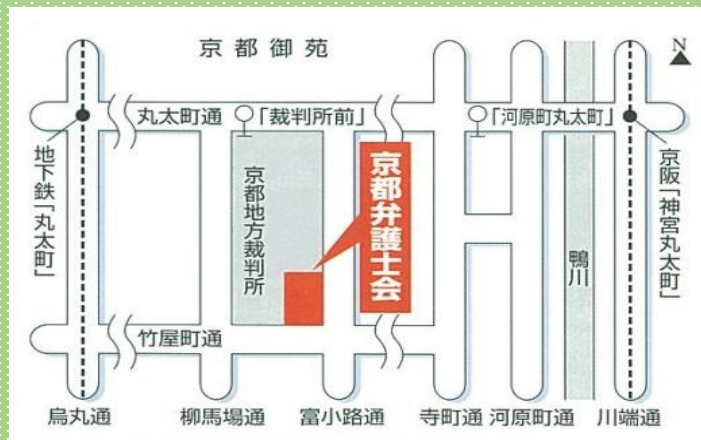 京都御苑
N
丸太町通
「裁判所前」
「河原町丸太町」
地下鉄「丸太町」
京都地方裁判所
京都弁護士会
鴨川
京阪「神宮丸太町」
竹屋町通
烏丸通
柳馬場通
富小路通
寺町通
河原町通
川端通